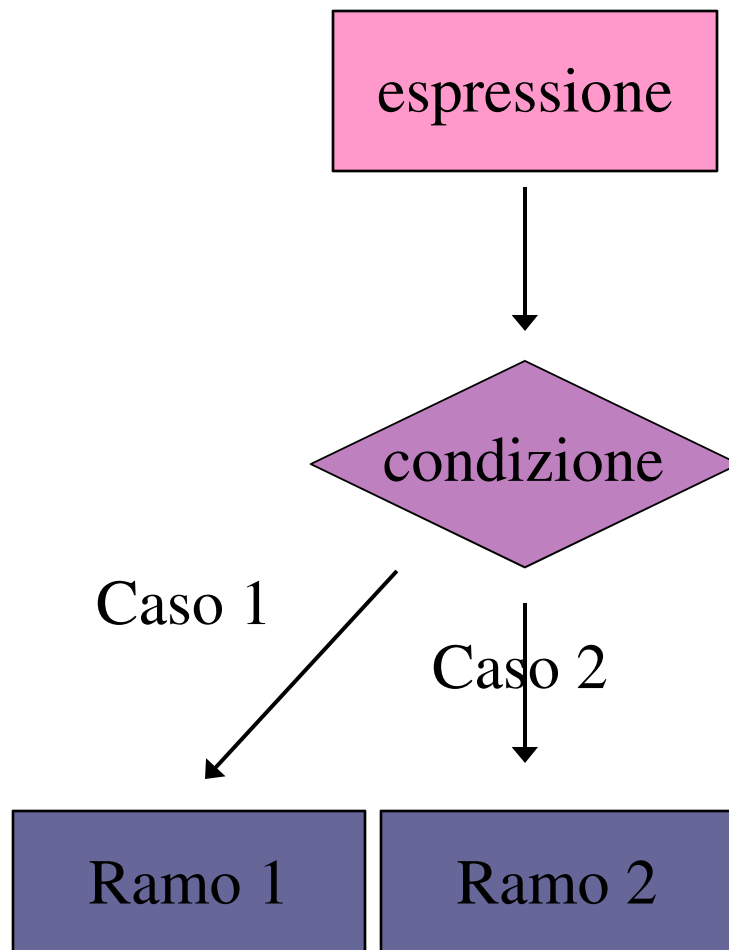 espressione
condizione
Caso 1
Caso 2
Ramo 1
Ramo 2